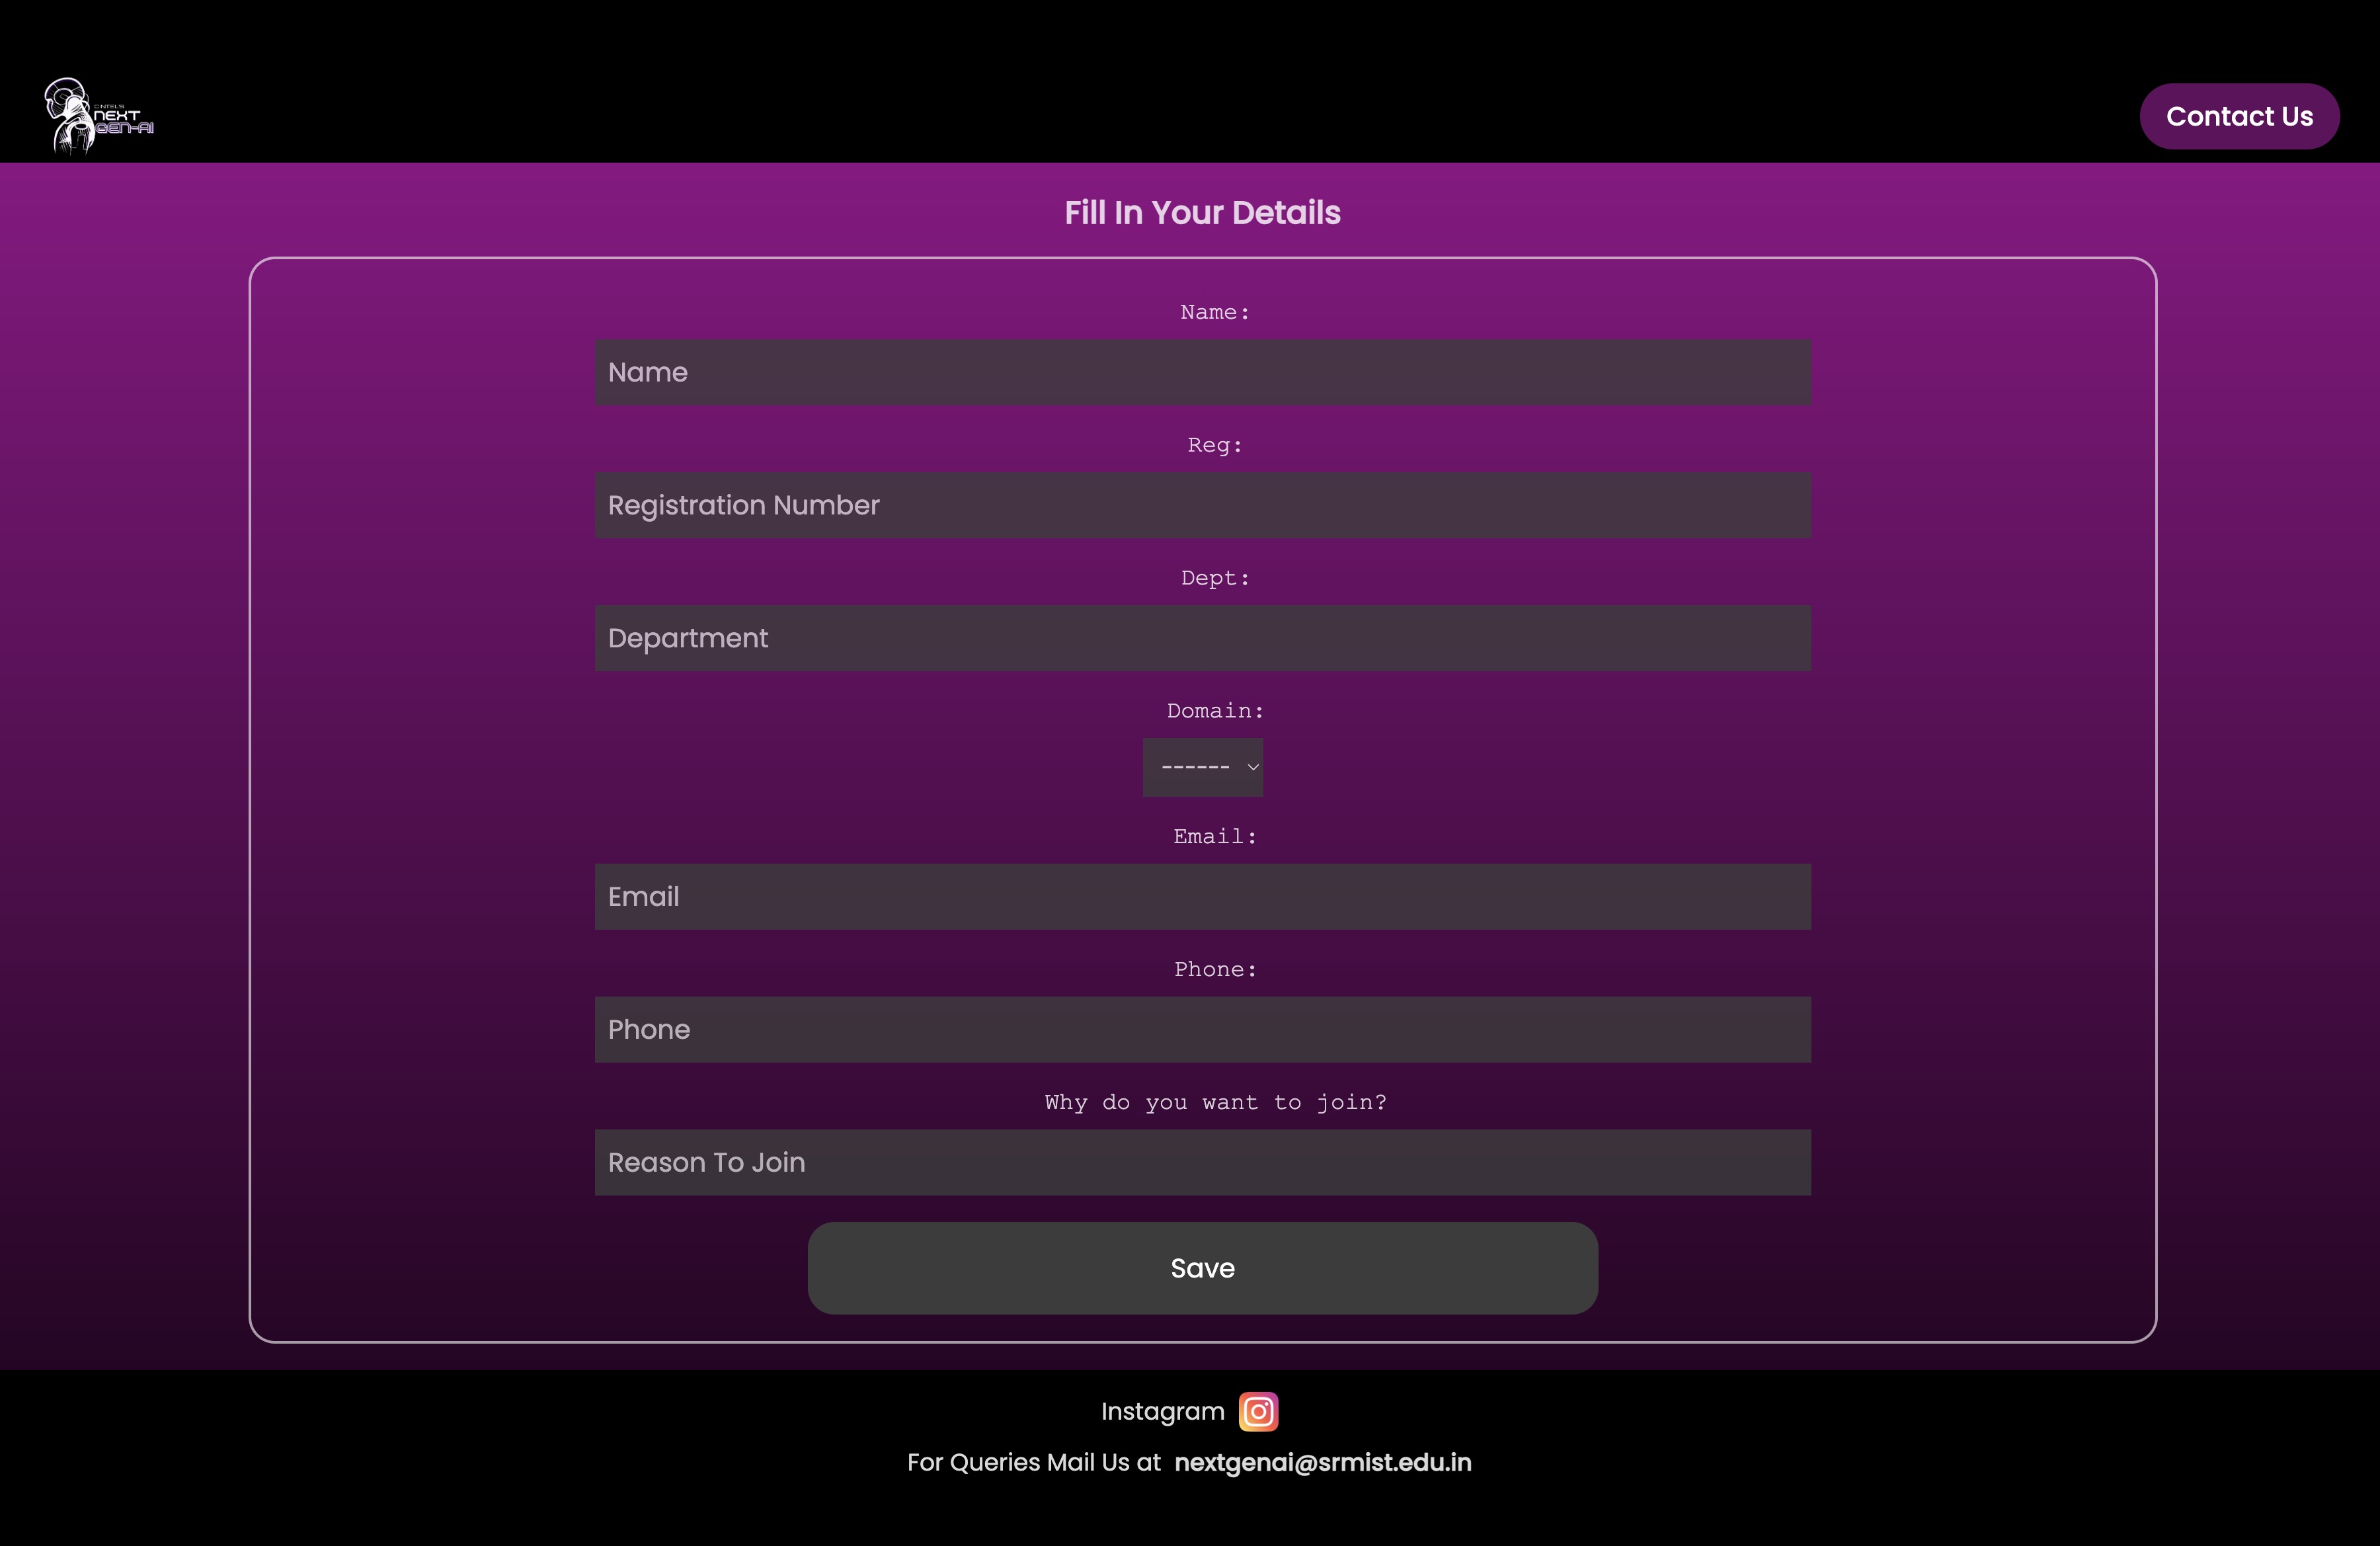 CINTEL'S
NEXT
GEN-AI
Contact Us
Fill In Your Details
Name:
Name
Reg:
Registration Number
Dept:
Department
Domain:
------
Email:
Email
Phone:
Phone
Why do you want to join?
Reason To Join
Save
Instagram
For Queries Mail Us at nextgenai@srmist.edu.in